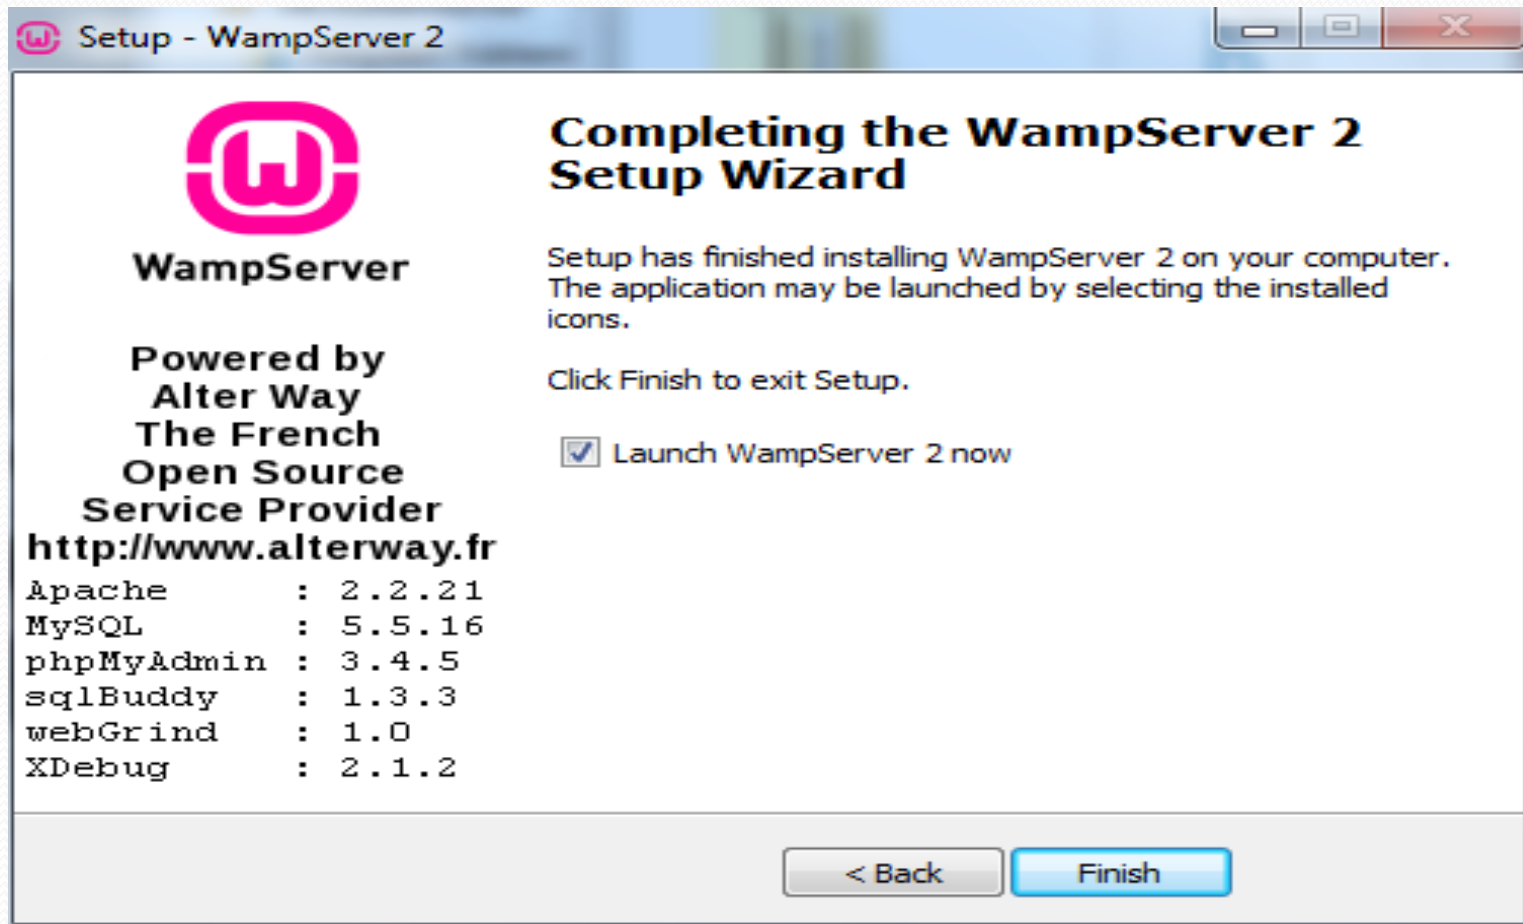 Setup - WampServer 2
WampServer
Powered by
Alter Way
The French
Open Source
Service Provider
http://www.alterway.fr
Apache : 2.2.21
MySQL : 5.5.16
phpMyAdmin : 3.4.5
sqlBuddy : 1.3.3
webGrind : 1.0
XDebug : 2.1.2
Completing the WampServer 2
Setup Wizard
Setup has finished installing WampServer 2 on your computer.
The application may be launched by selecting the installed
icons.
Click Finish to exit Setup.
Launch WampServer 2 now
< Back
Finish